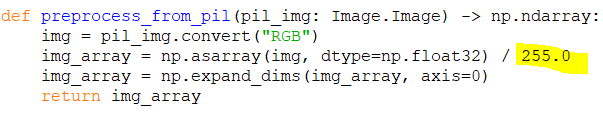 def preprocess_from_pil(pil_img: Image.Image) -> np.ndarray:
    img = pil_img.convert("RGB")
    img_array = np.asarray(img, dtype=np.float32) / 255.0
    img_array = np.expand_dims(img_array, axis=0)
    return img_array